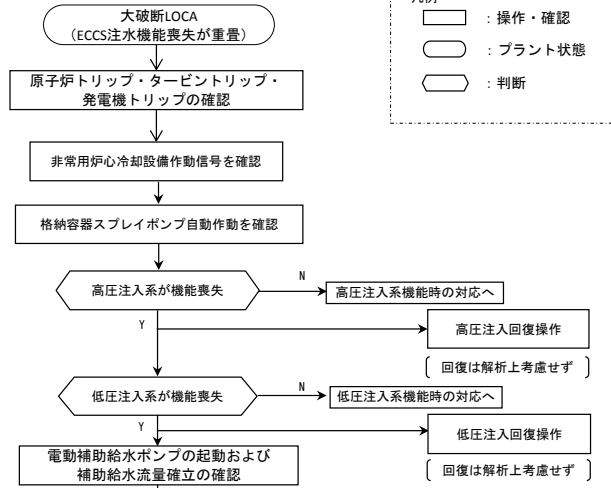 大破断LOCA
（ECCS注水機能喪失が重畳）
：操作・確認
：プラント状態
：判断
原子炉トリップ・タービントリップ・
発電機トリップの確認
非常用炉心冷却設備作動信号を確認
格納容器スプレイポンプ自動作動を確認
高圧注入系が機能喪失
N
高圧注入系機能時の対応へ
Y
高圧注入回復操作
回復は解析上考慮せず
低圧注入系が機能喪失
N
低圧注入系機能時の対応へ
Y
低圧注入回復操作
回復は解析上考慮せず
電動補助給水ポンプの起動および
補助給水流量確立の確認